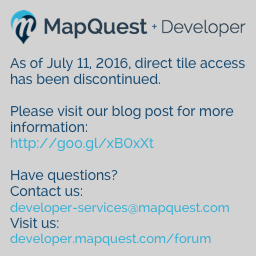 MapQuest + Developer
As of July 11, 2016, direct tile access
has been discontinued.
Please visit our blog post for more
information:
http://goo.gl/xB0xXt
Have questions?
Contact us:
developer-services@mapquest.com
Visit us:
developer.mapquest.com/forum